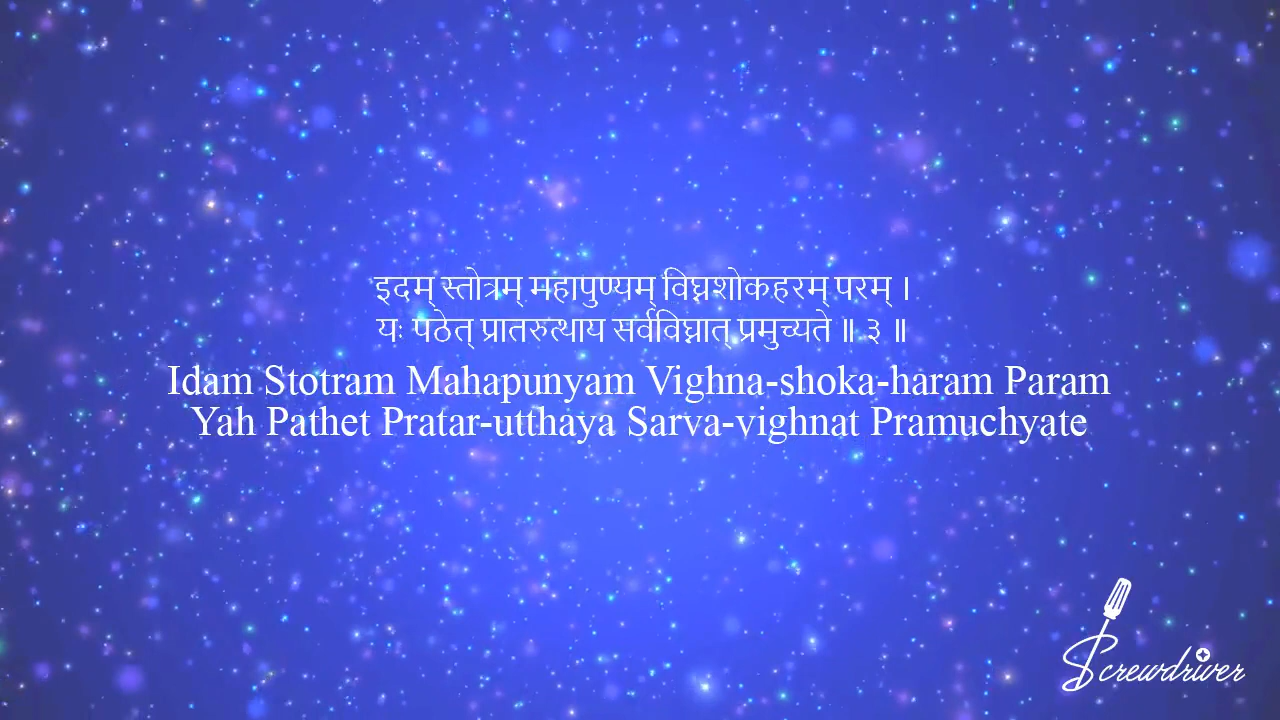 इदम् स्तोत्रम् महापुण्यम् विघ्नशोकहरम् परम् ।
यः पठेत् प्रातरुत्थाय सर्वविघ्नात् प्रमुच्यते ॥ ३ ॥
Idam Stotram Mahapunyam Vighna-shoka-haram Param
Yah Pathet Pratar-utthaya Sarva-vighnat Pramuchyate
Screwdriver